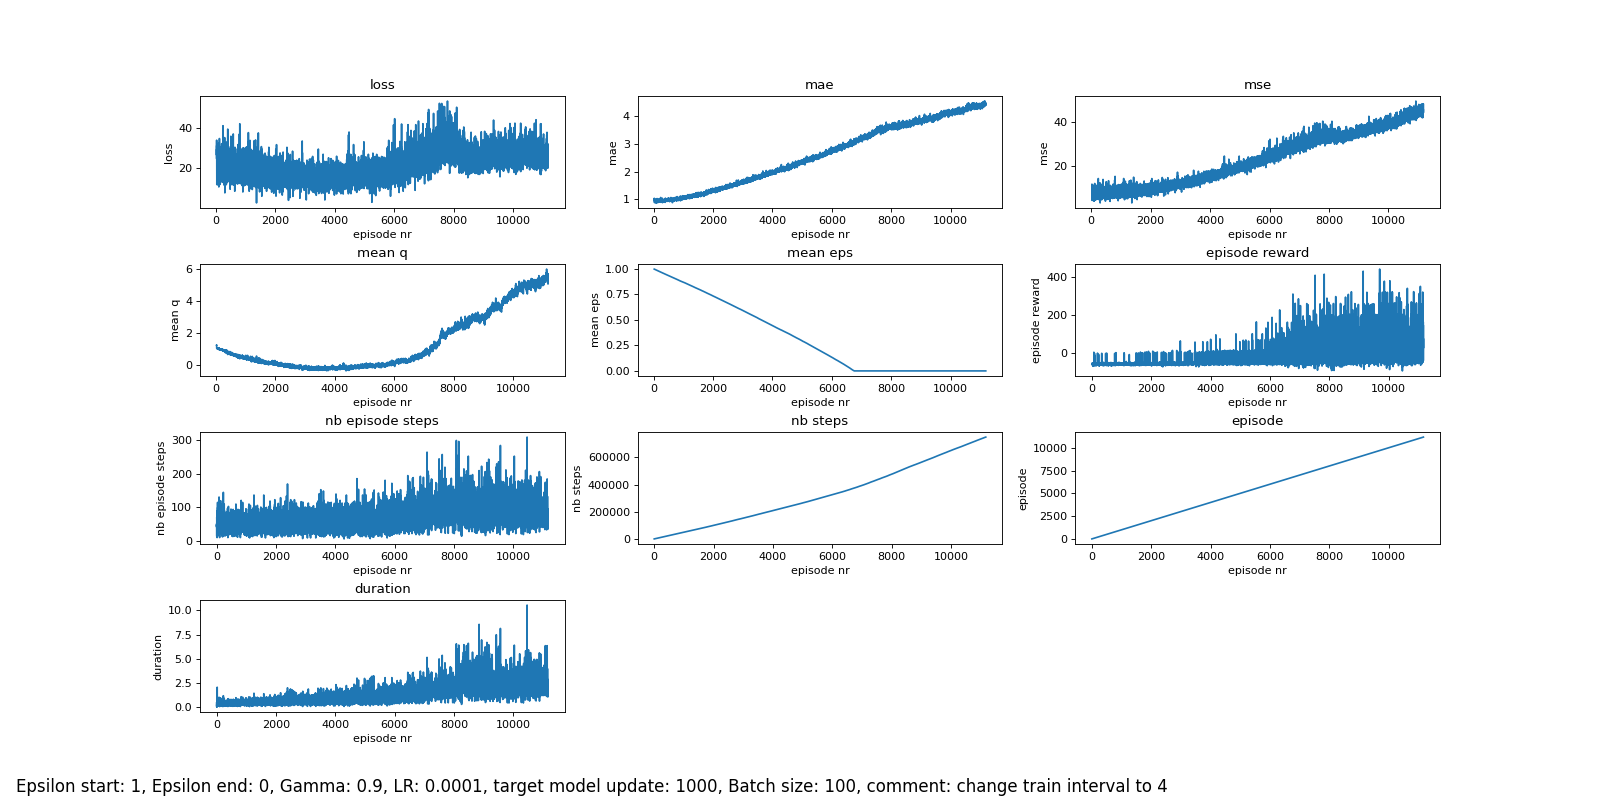 loss
loss
40
20
0 2000 4000 6000 8000 10000
episode nr
mae
mae
4
3
2
1
0 2000 4000 6000 8000 10000
episode nr
mse
mse
40
20
0 2000 4000 6000 8000 10000
episode nr
mean q
mean q
6
4
2
0
0 2000 4000 6000 8000 10000
episode nr
mean eps
mean eps
1.00
0.75
0.50
0.25
0.00
0 2000 4000 6000 8000 10000
episode nr
episode reward
episode reward
400
200
0
0 2000 4000 6000 8000 10000
episode nr
nb episode steps
nb episode steps
300
200
100
0
0 2000 4000 6000 8000 10000
episode nr
nb steps
nb steps
600000
400000
200000
0
0 2000 4000 6000 8000 10000
episode nr
episode
episode
10000
7500
5000
2500
0
0 2000 4000 6000 8000 10000
episode nr
duration
duration
10.0
7.5
5.0
2.5
0.0
0 2000 4000 6000 8000 10000
episode nr
Epsilon start: 1, Epsilon end: 0, Gamma: 0.9, LR: 0.0001, target model update: 1000, Batch size: 100, comment: change train interval to 4